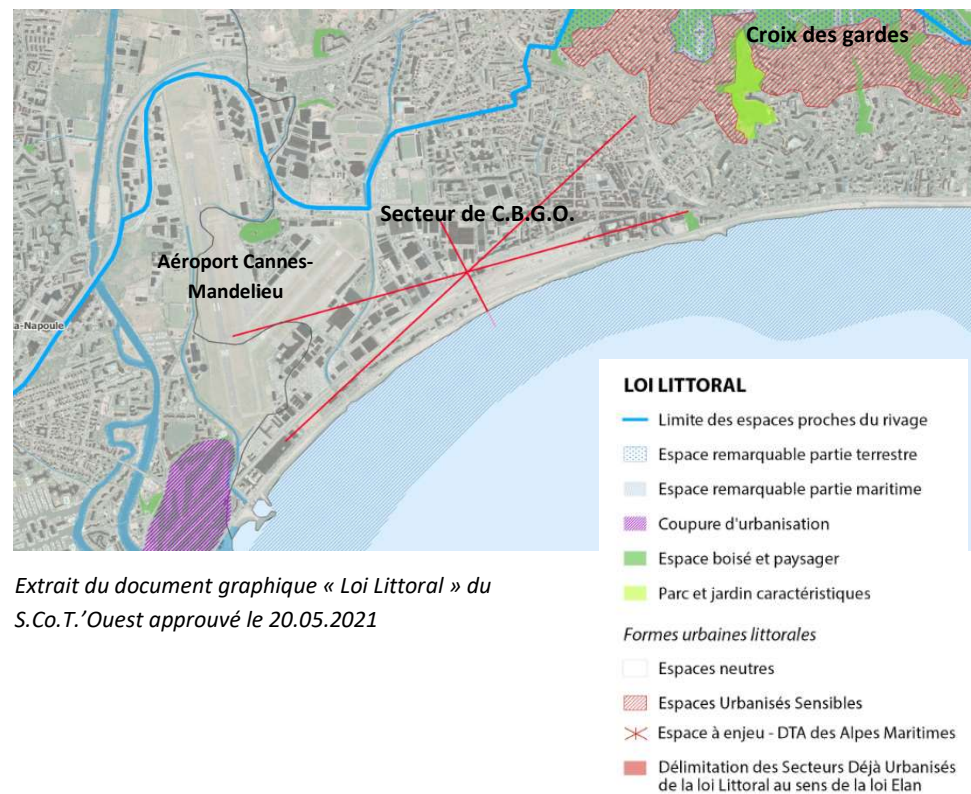 Croix des gardes
Secteur de C.B.G.O.
Aéroport Cannes-
Mandelieu
a-Napoule
LOI LITTORAL
Limite des espaces proches du rivage
Espace remarquable partie terrestre
Espace remarquable partie maritime
Coupure d'urbanisation
Espace boisé et paysager
Parc et jardin caractéristiques
Formes urbaines littorales
Espaces neutres
Espaces Urbanisés Sensibles
Espace à enjeu - DTA des Alpes Maritimes
Délimitation des Secteurs Déjà Urbanisés
de la loi Littoral au sens de la loi Elan
Extrait du document graphique « Loi Littoral » du
S.Co.T.’Ouest approuvé le 20.05.2021